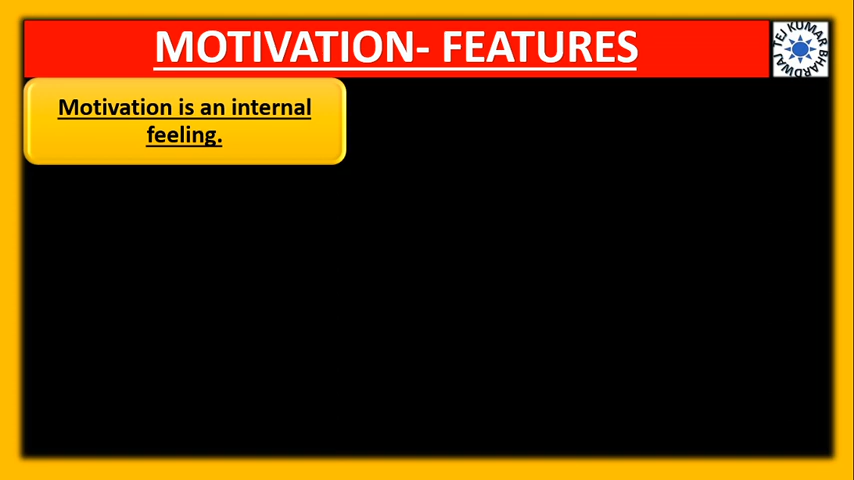 MOTIVATION- FEATURES
TEJ KUMAR BHARDWAJ
Motivation is an internal
feeling.